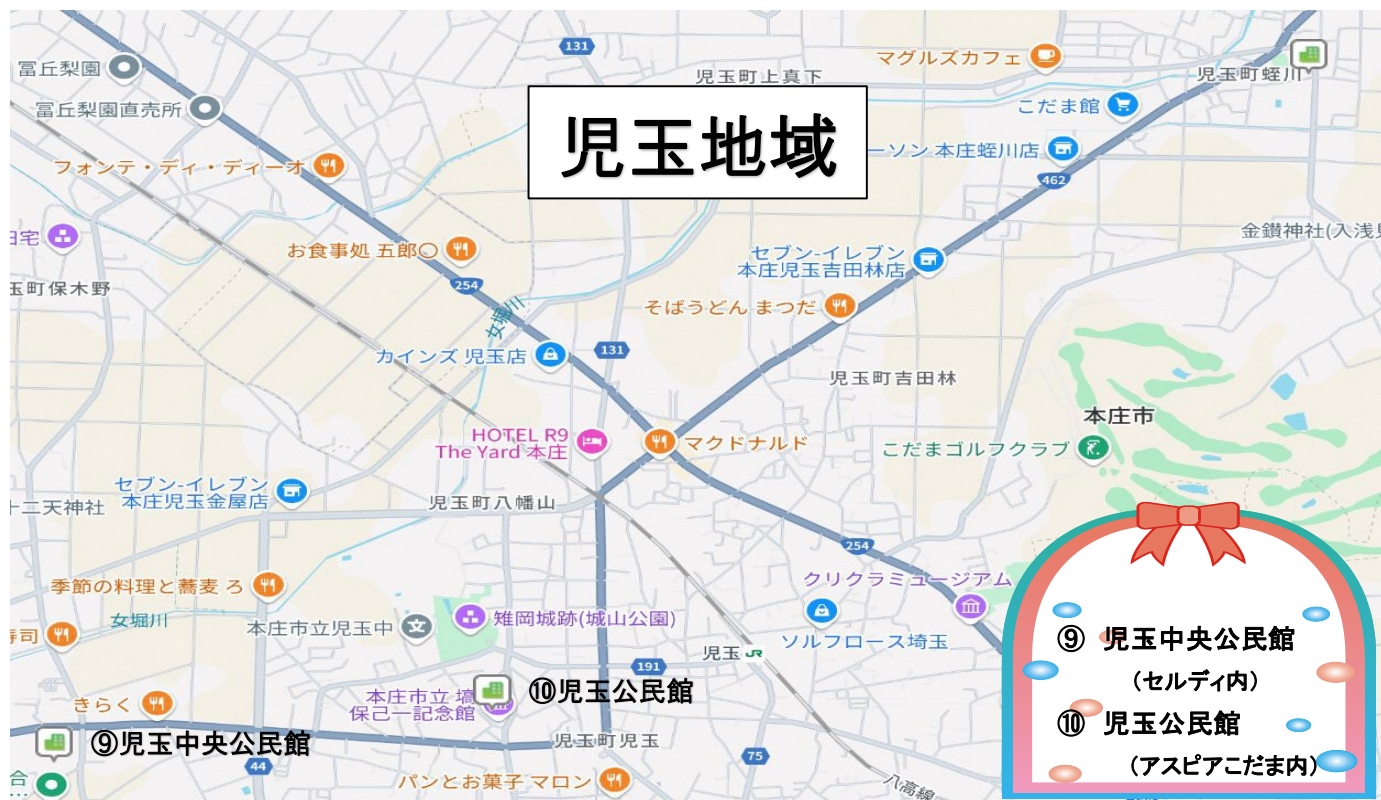 131
マグルズカフェ
冨丘梨園
児玉町上真下
児玉町蛭川
冨丘梨園直売所
こだま館
児玉地域
ーソン 本庄蛭川店
フォンテ・ディ・ディーオ
462
金鑚神社(入浅見
日宅
お食事処 五郎〇
セブン-イレブン
本庄児玉吉田林店
玉町保木野
254
そばうどん まつだ
女堀川
カインズ 児玉店
131
児玉町吉田林
本庄市
HOTEL R9
The Yard 本庄
マクドナルド
こだまゴルフクラブ
セブン-イレブン
本庄児玉金屋店
児玉町八幡山
十二天神社
254
季節の料理と蕎麦 ろ
クリクラミュージアム
女堀川
寿司
本庄市立児玉中
文
雉岡城跡(城山公園)
ソルフロース埼玉
児玉 JR
191
きらく
本庄市立 塙
保己一記念館
⑩児玉公民館
⑨児玉中央公民館
児玉町児玉
44
75
合
...
パンとお菓子 マロン
八高線
⑨ 児玉中央公民館
(セルディ内)
⑩ 児玉公民館
(アスピアこだま内)